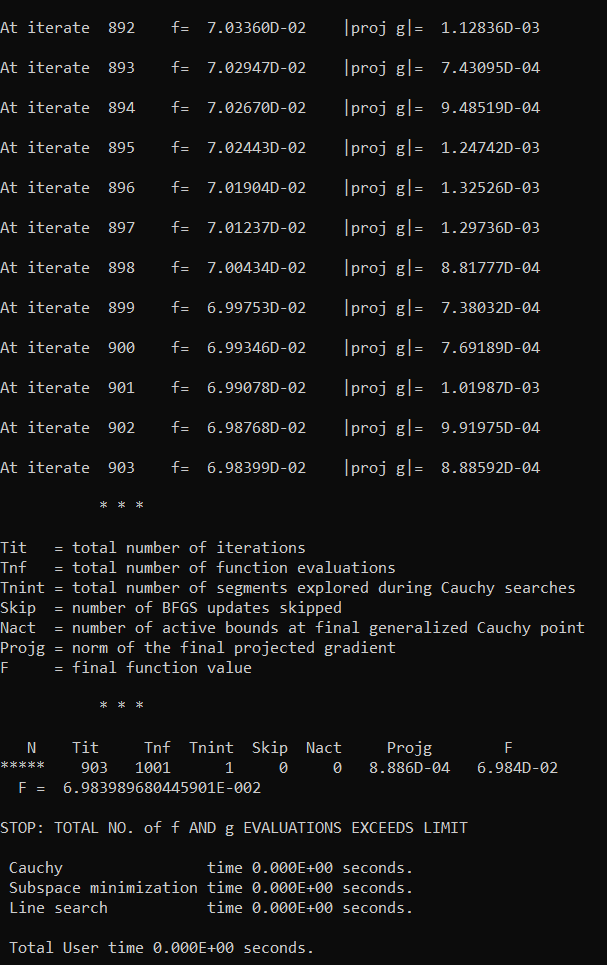 At iterate  892    f=  7.03360D-02    |proj g|=  1.12836D-03
At iterate  893    f=  7.02947D-02    |proj g|=  7.43095D-04
At iterate  894    f=  7.02670D-02    |proj g|=  9.48519D-04
At iterate  895    f=  7.02443D-02    |proj g|=  1.24742D-03
At iterate  896    f=  7.01904D-02    |proj g|=  1.32526D-03
At iterate  897    f=  7.01237D-02    |proj g|=  1.29736D-03
At iterate  898    f=  7.00434D-02    |proj g|=  8.81777D-04
At iterate  899    f=  6.99753D-02    |proj g|=  7.38032D-04
At iterate  900    f=  6.99346D-02    |proj g|=  7.69189D-04
At iterate  901    f=  6.99078D-02    |proj g|=  1.01987D-03
At iterate  902    f=  6.98768D-02    |proj g|=  9.91975D-04
At iterate  903    f=  6.98399D-02    |proj g|=  8.88592D-04
           * * *
Tit   = total number of iterations
Tnf   = total number of function evaluations
Tnint = total number of segments explored during Cauchy searches
Skip  = number of BFGS updates skipped
Nact  = number of active bounds at final generalized Cauchy point
Projg = norm of the final projected gradient
F     = final function value
           * * *
   N    Tit     Tnf  Tnint  Skip  Nact     Projg        F
*****    903   1001      1     0     0   8.886D-04   6.984D-02
  F =  6.983989680445901E-002
STOP: TOTAL NO. of f AND g EVALUATIONS EXCEEDS LIMIT
 Cauchy                time 0.000E+00 seconds.
 Subspace minimization time 0.000E+00 seconds.
 Line search           time 0.000E+00 seconds.
 Total User time 0.000E+00 seconds.